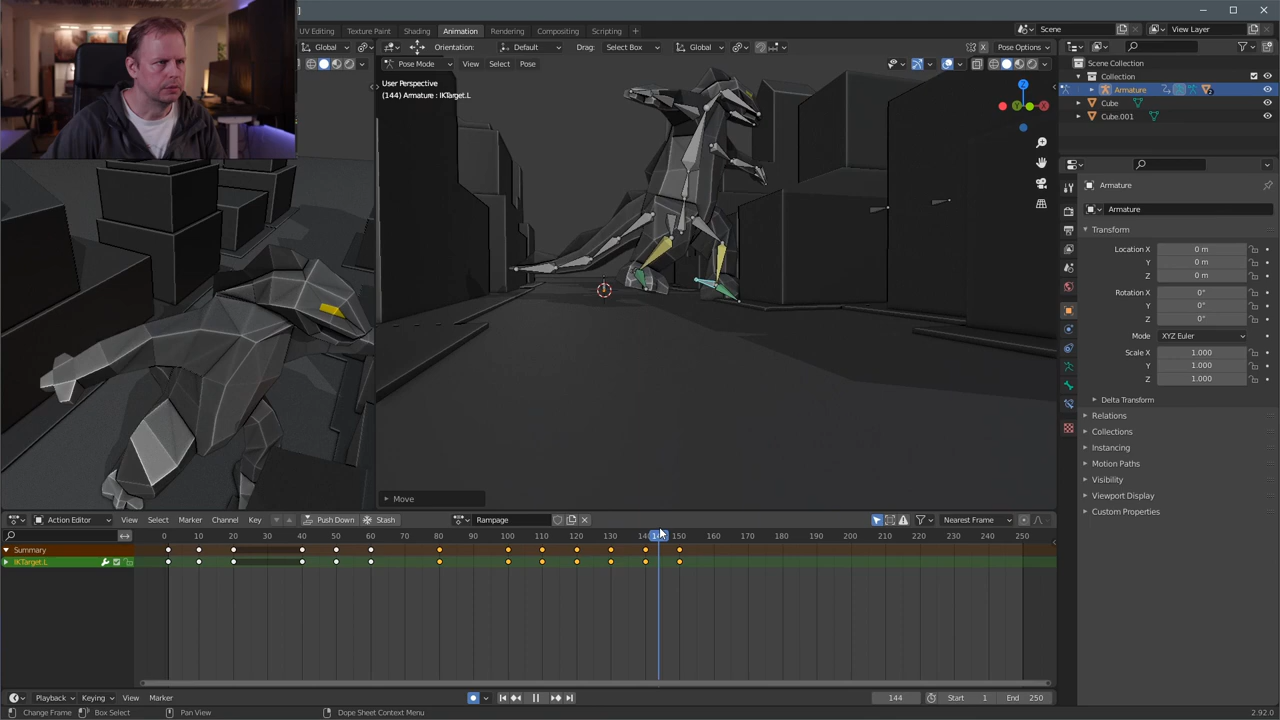 UV Editing Texture Paint Shading Animation Rendering Compositing Scripting +
Scene View Layer
Global Orientation: Default Drag: Select Box Global Pose Options
Pose Mode View Select Pose
User Perspective
(144) Armature : IKTarget.L
Move
Scene Collection
Collection
Armature
Cube
Cube.001
Armature
Armature
Transform
Location X 0 m
Y 0 m
Z 0 m
Rotation X 0°
Y 0°
Z 0°
Mode XYZ Euler
Scale X 1.000
Y 1.000
Z 1.000
Delta Transform
Relations
Collections
Instancing
Motion Paths
Visibility
Viewport Display
Custom Properties
Action Editor View Select Marker Channel Key Push Down Stash Rampage Nearest Frame
0 10 20 30 40 50 60 70 80 90 100 110 120 130 140 150 160 170 180 190 200 210 220 230 240 250
Summary
IKTarget.L
Playback Keying View Marker 144 Start 1 End 250
Change Frame Box Select Pan View Dope Sheet Context Menu 2.92.0